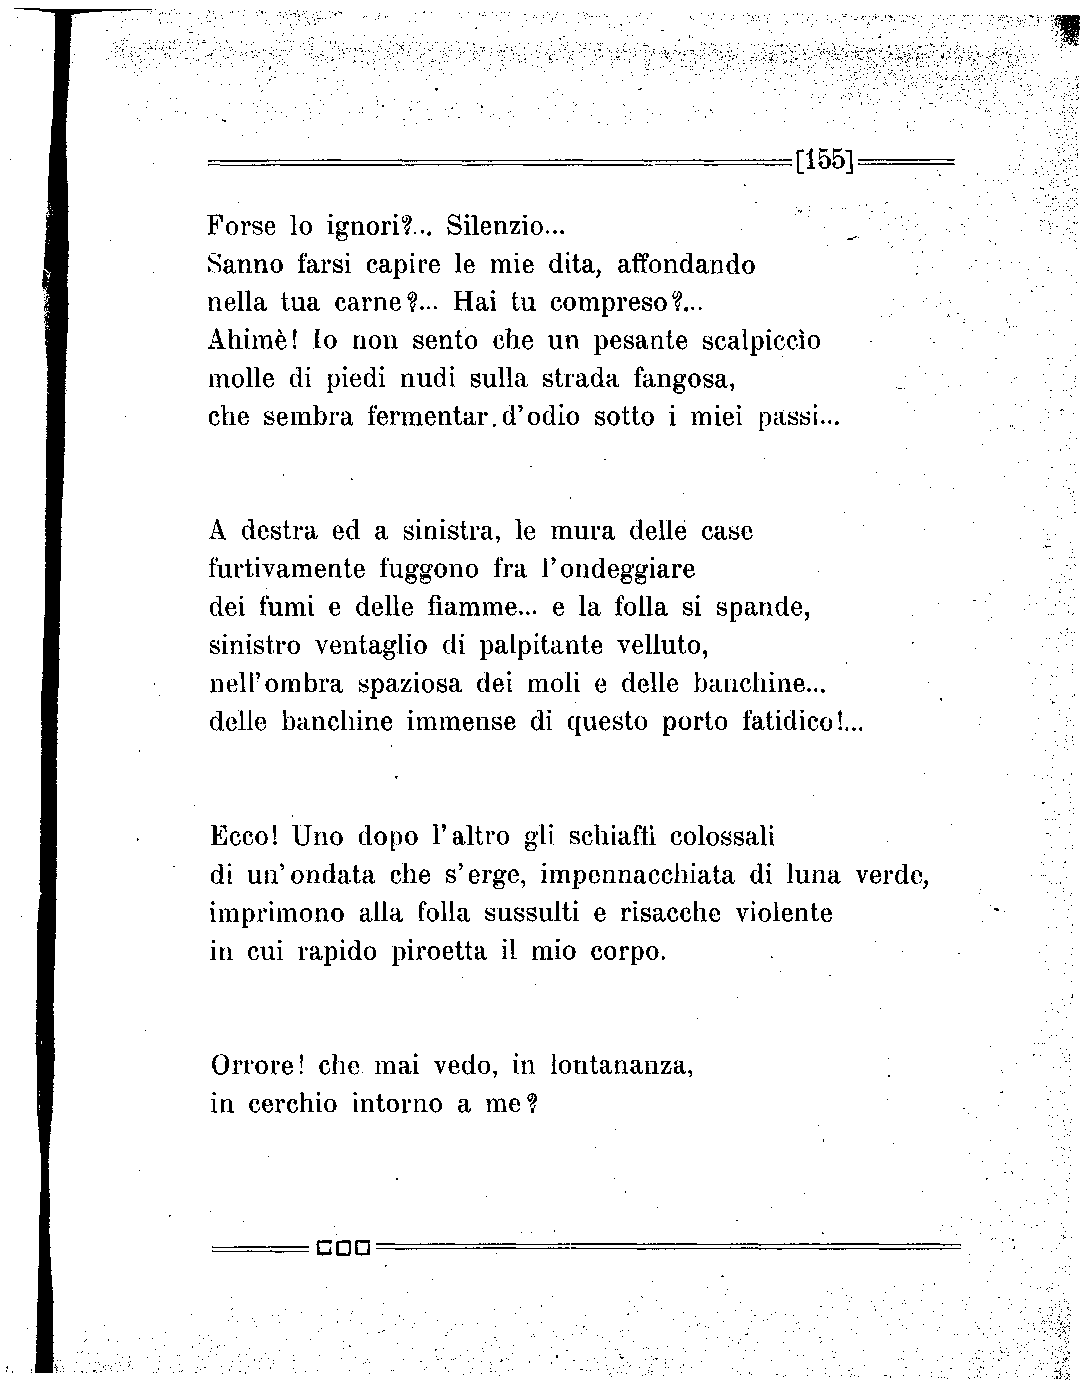 [155]
Forse lo ignori?... Silenzio...
Sanno farsi capire le mie dita, affondando
nella tua carne?... Hai tu compreso?...
Ahimè! Io non sento che un pesante scalpiccìo
molle di piedi nudi sulla strada fangosa,
che sembra fermentar d'odio sotto i miei passi...
A destra ed a sinistra, le mura delle case
furtivamente fuggono fra l'ondeggiare
dei fumi e delle fiamme... e la folla si spande,
sinistro ventaglio di palpitante velluto,
nell'ombra spaziosa dei moli e delle banchine...
delle banchine immense di questo porto fatidico!...
Ecco! Uno dopo l'altro gli schiaffi colossali
di un'ondata che s'erge, impennacchiata di luna verde,
imprimono alla folla sussulti e risacche violente
in cui rapido piroetta il mio corpo.
Orrore! che mai vedo, in lontananza,
in cerchio intorno a me?